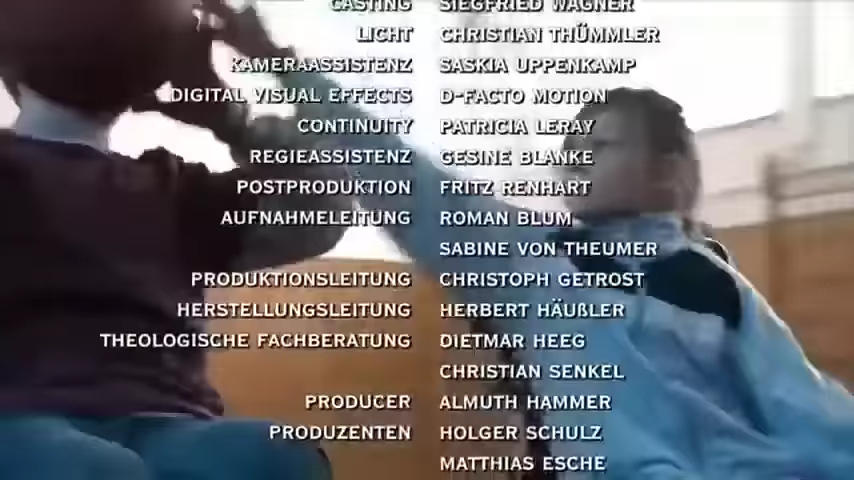 CASTING SIEGFRIED WAGNER
LICHT CHRISTIAN THÜMMLER
KAMERAASSISTENZ SASKIA UPPENKAMP
DIGITAL VISUAL EFFECTS D-FACTO MOTION
CONTINUITY PATRICIA LERAY
REGIEASSISTENZ GESINE BLANKE
POSTPRODUKTION FRITZ RENHART
AUFNAHMELEITUNG ROMAN BLUM
SABINE VON THEUMER
PRODUKTIONSLEITUNG CHRISTOPH GETROST
HERSTELLUNGSLEITUNG HERBERT HÄUßLER
THEOLOGISCHE FACHBERATUNG DIETMAR HEEG
CHRISTIAN SENKEL
PRODUCER ALMUTH HAMMER
PRODUZENTEN HOLGER SCHULZ
MATTHIAS ESCHE